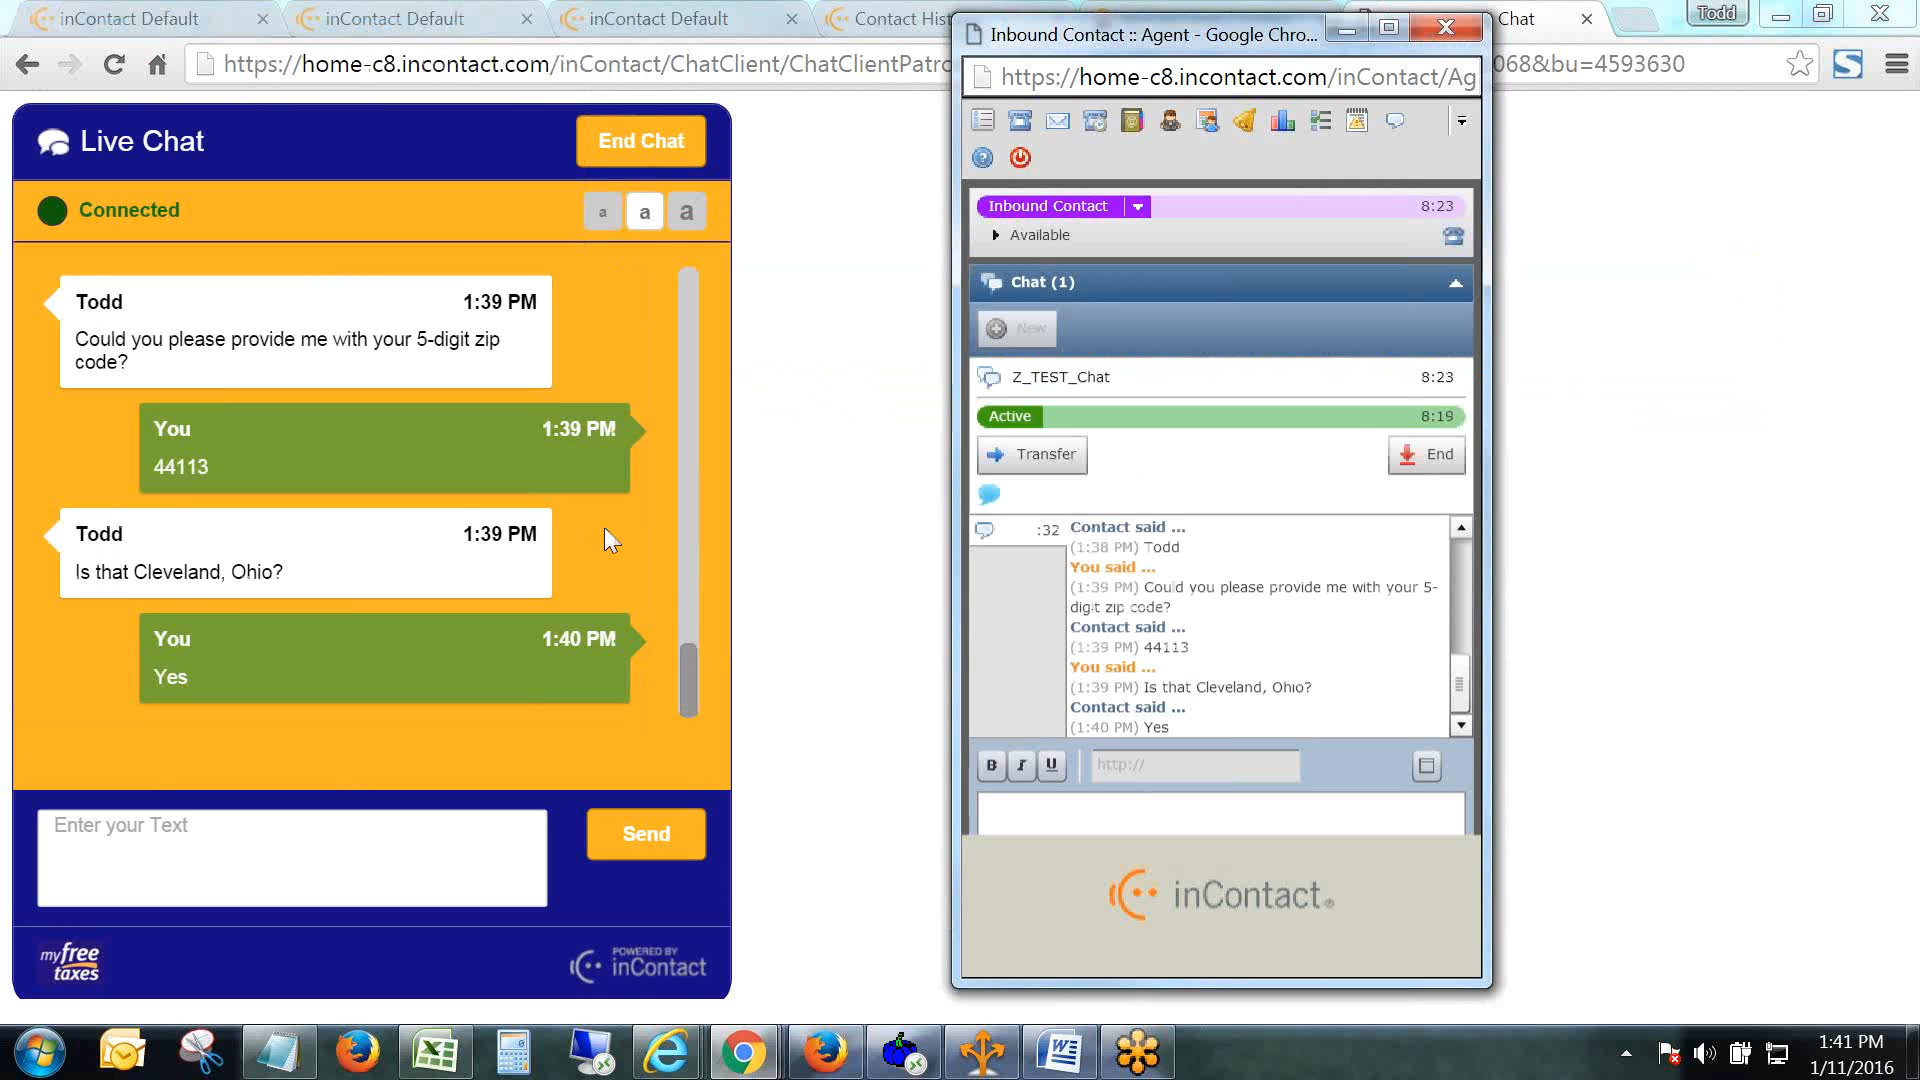 inContact Default
inContact Default
inContact Default
Contact Hist
Chat
Todd
https://home-c8.incontact.com/inContact/ChatClient/ChatClientPatro
068&bu=4593630
Live Chat
End Chat
Connected
a a a
Todd 1:39 PM
Could you please provide me with your 5-digit zip
code?
You 1:39 PM
44113
Todd 1:39 PM
Is that Cleveland, Ohio?
You 1:40 PM
Yes
Enter your Text
Send
my free
taxes
POWERED BY
inContact
Inbound Contact :: Agent - Google Chro...
https://home-c8.incontact.com/inContact/Ag
Inbound Contact 8:23
Available
Chat (1)
New
Z_TEST_Chat 8:23
Active 8:19
Transfer
End
:32
Contact said ...
(1:38 PM) Todd
You said ...
(1:39 PM) Could you please provide me with your 5-
digit zip code?
Contact said ...
(1:39 PM) 44113
You said ...
(1:39 PM) Is that Cleveland, Ohio?
Contact said ...
(1:40 PM) Yes
B I U
http://
inContact®
1:41 PM
1/11/2016